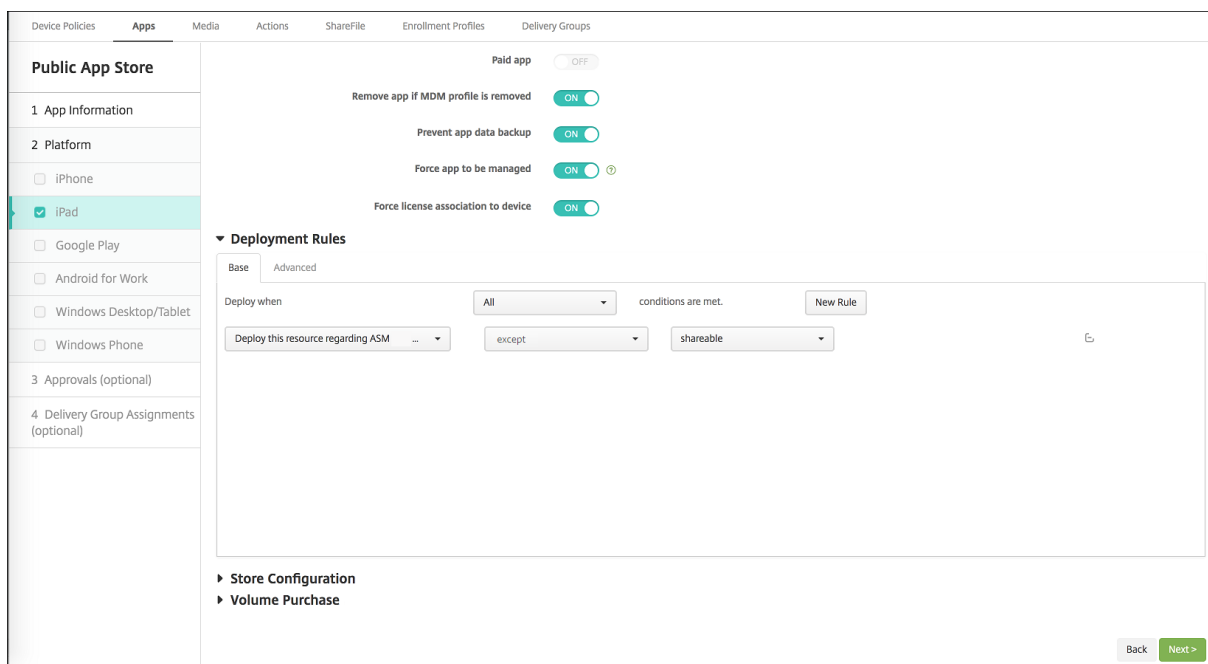 Device Policies Apps Media Actions ShareFile Enrollment Profiles Delivery Groups
Public App Store
1 App Information
2 Platform
iPhone
iPad
Google Play
Android for Work
Windows Desktop/Tablet
Windows Phone
3 Approvals (optional)
4 Delivery Group Assignments
(optional)
Paid app OFF
Remove app if MDM profile is removed ON
Prevent app data backup ON
Force app to be managed ON ?
Force license association to device ON
Deployment Rules
Base Advanced
Deploy when All conditions are met. New Rule
Deploy this resource regarding ASM ... except shareable
Store Configuration
Volume Purchase
Back Next >